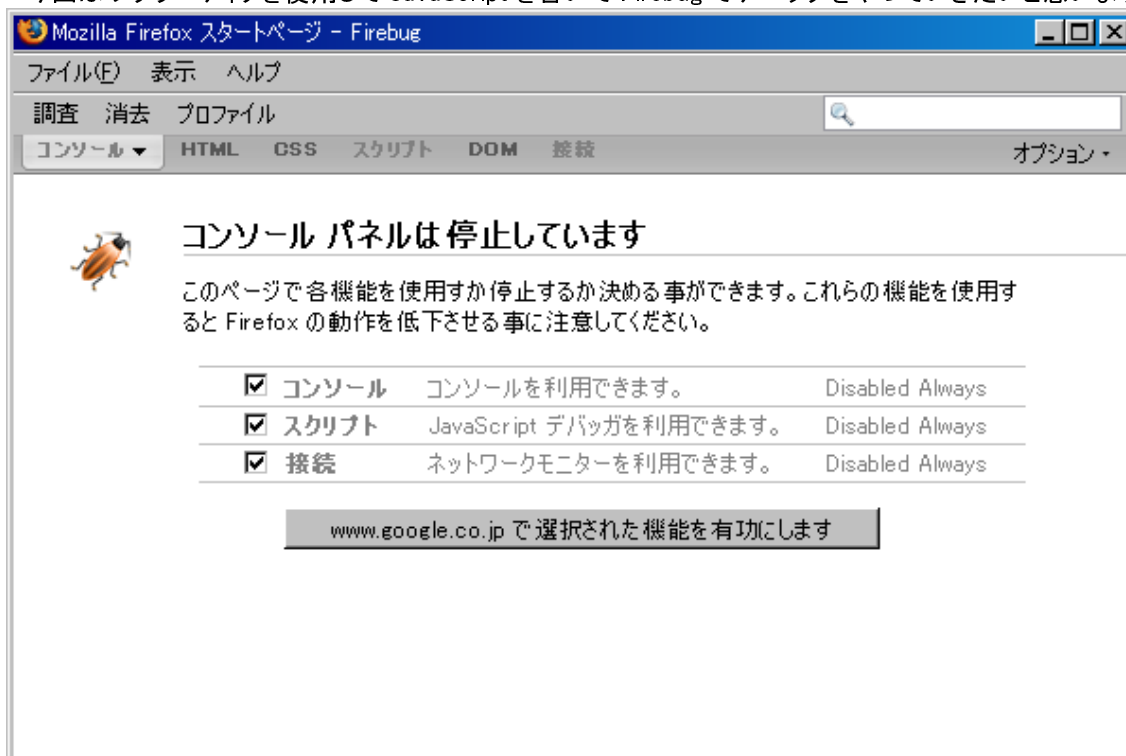 Mozilla Firefox スタートページ - Firebug
ファイル(F) 表示 ヘルプ
調査 消去 プロファイル
コンソール HTML CSS スクリプト DOM 接続 オプション
コンソール パネルは停止しています
このページで各機能を使用すか停止するか決める事ができます。これらの機能を使用す
ると Firefox の動作を低下させる事に注意してください。
コンソール コンソールを利用できます。 Disabled Always
スクリプト JavaScript デバッガを利用できます。 Disabled Always
接続 ネットワークモニターを利用できます。 Disabled Always
www.google.co.jp で選択された機能を有功にします